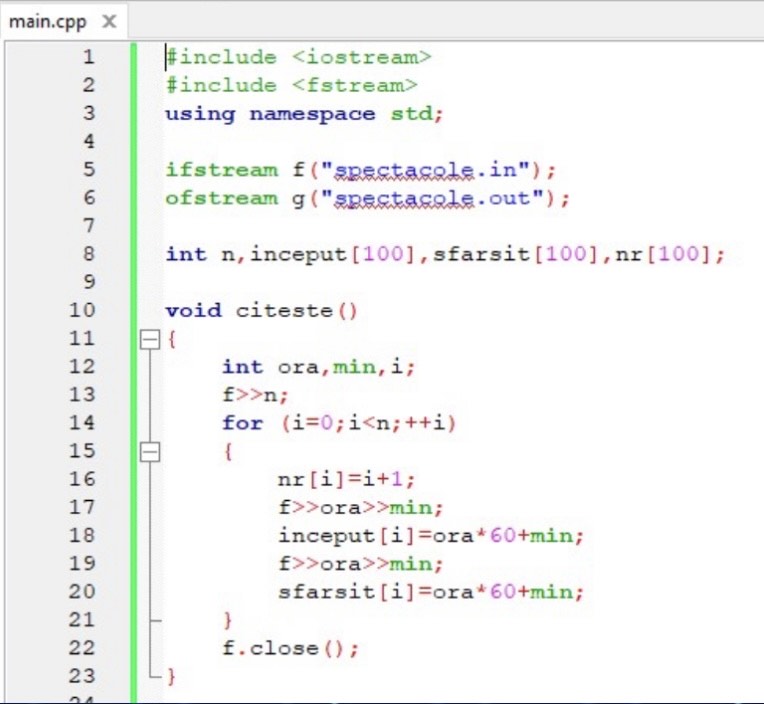 main.cpp
1 #include <iostream>
2 #include <fstream>
3 using namespace std;
4
5 ifstream f("spectacole.in");
6 ofstream g("spectacole.out");
7
8 int n,inceput[100],sfarsit[100],nr[100];
9
10 void citeste()
11 {
12 int ora,min,i;
13 f>>n;
14 for (i=0;i<n;++i)
15 {
16 nr[i]=i+1;
17 f>>ora>>min;
18 inceput[i]=ora*60+min;
19 f>>ora>>min;
20 sfarsit[i]=ora*60+min;
21 }
22 f.close();
23 }